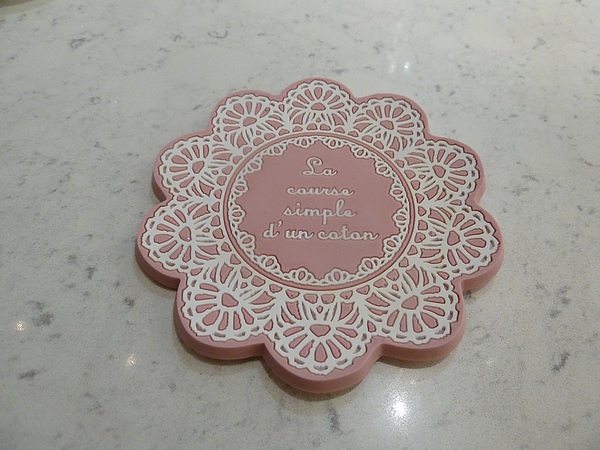 La
course
simple
d'un coton